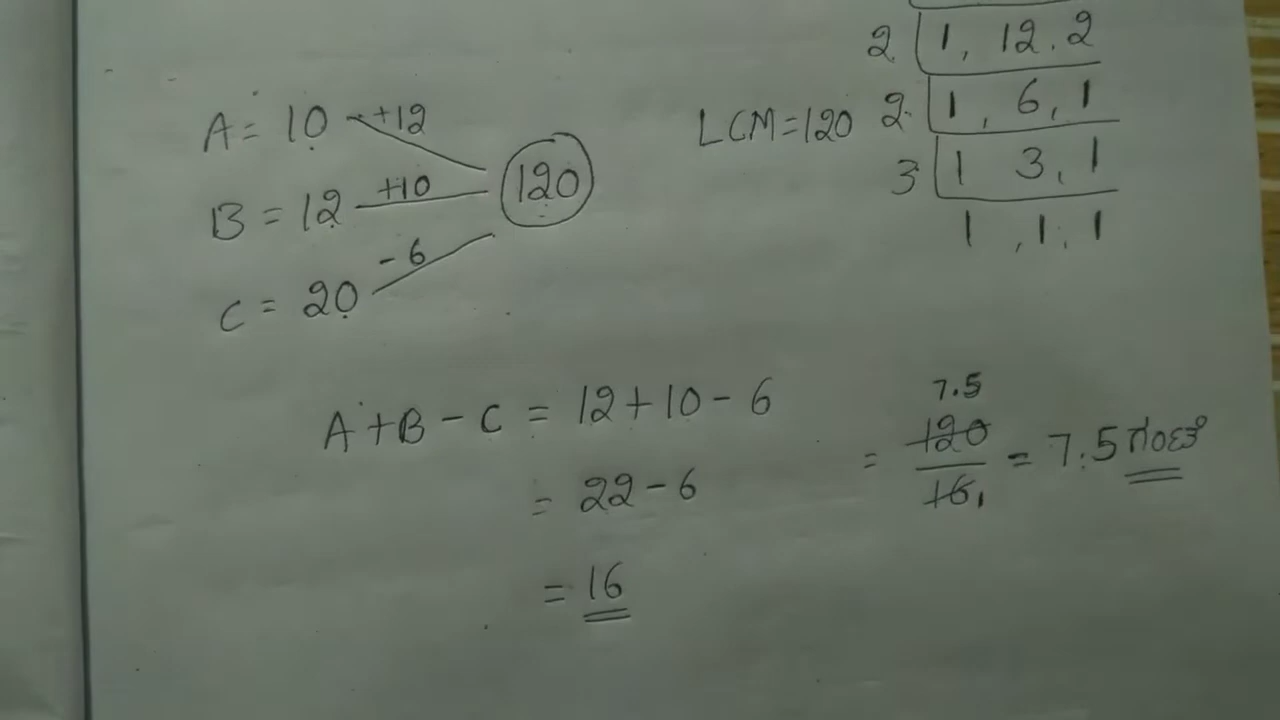 2 | 1, 12, 2
A = 10 +12
LCM=120 2 | 1, 6, 1
B = 12 +10 120
3 | 1 3, 1
1 , 1, 1
C = 20 -6
A+B-C = 12+10-6
= 22-6
= 16
7.5
= 120/16 1 = 7.5 ಗಂಟೆ